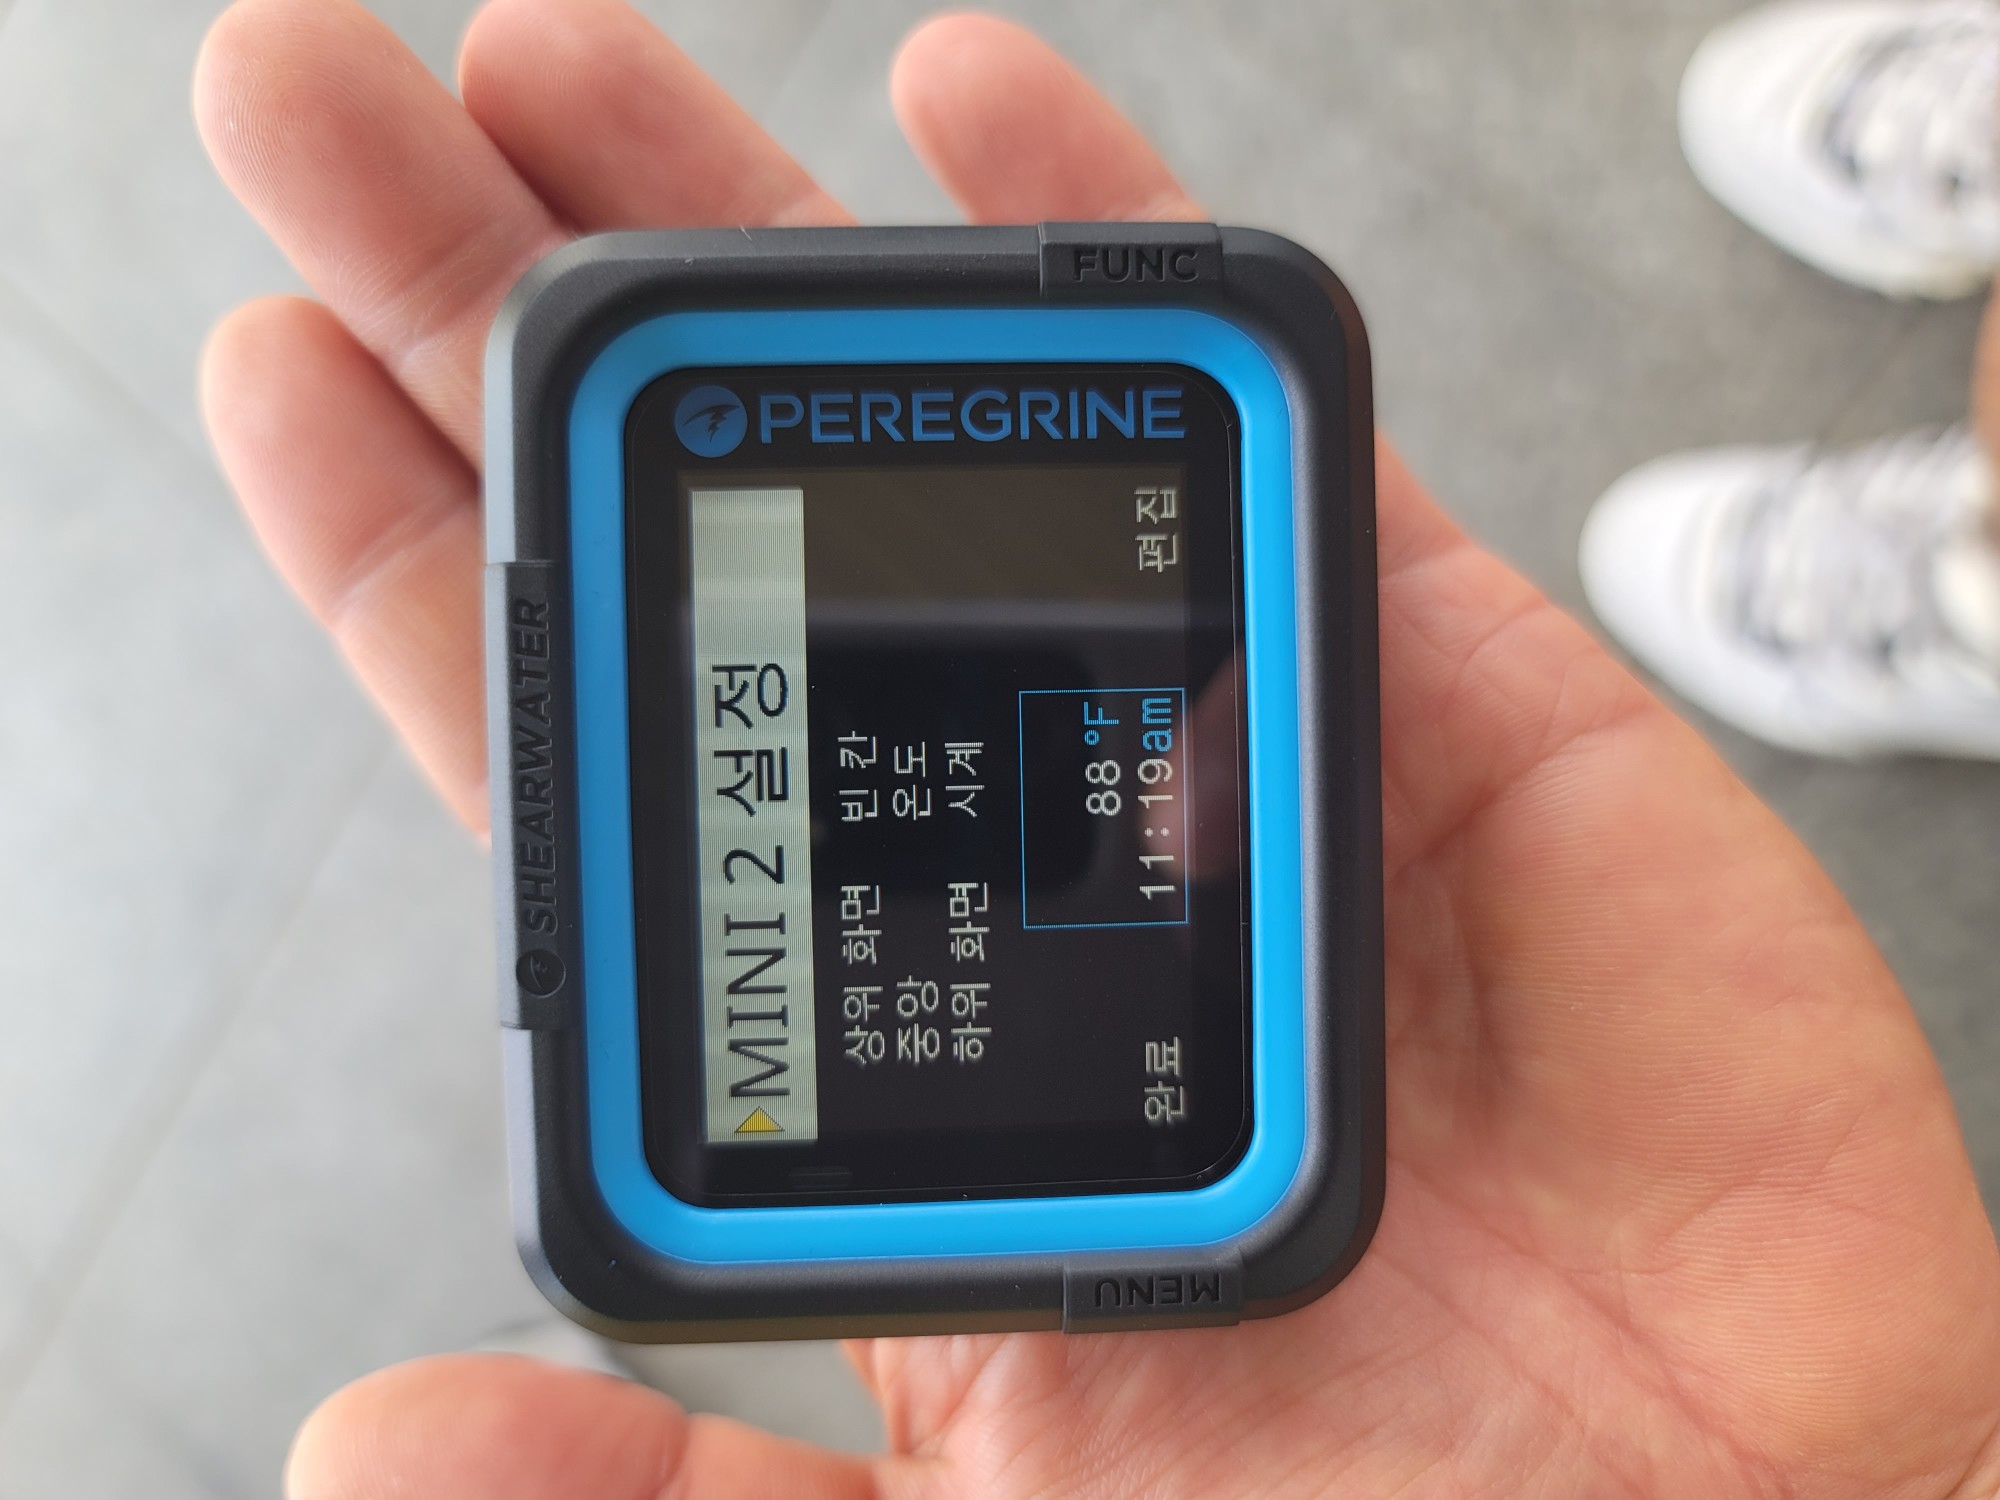 SHEARWATER
MINI 2 설정
상위 화면 빈 칸
중앙 온도
하위 화면 시계
88 °F
11:19am
완료 편집
PEREGRINE
MENU
FUNC